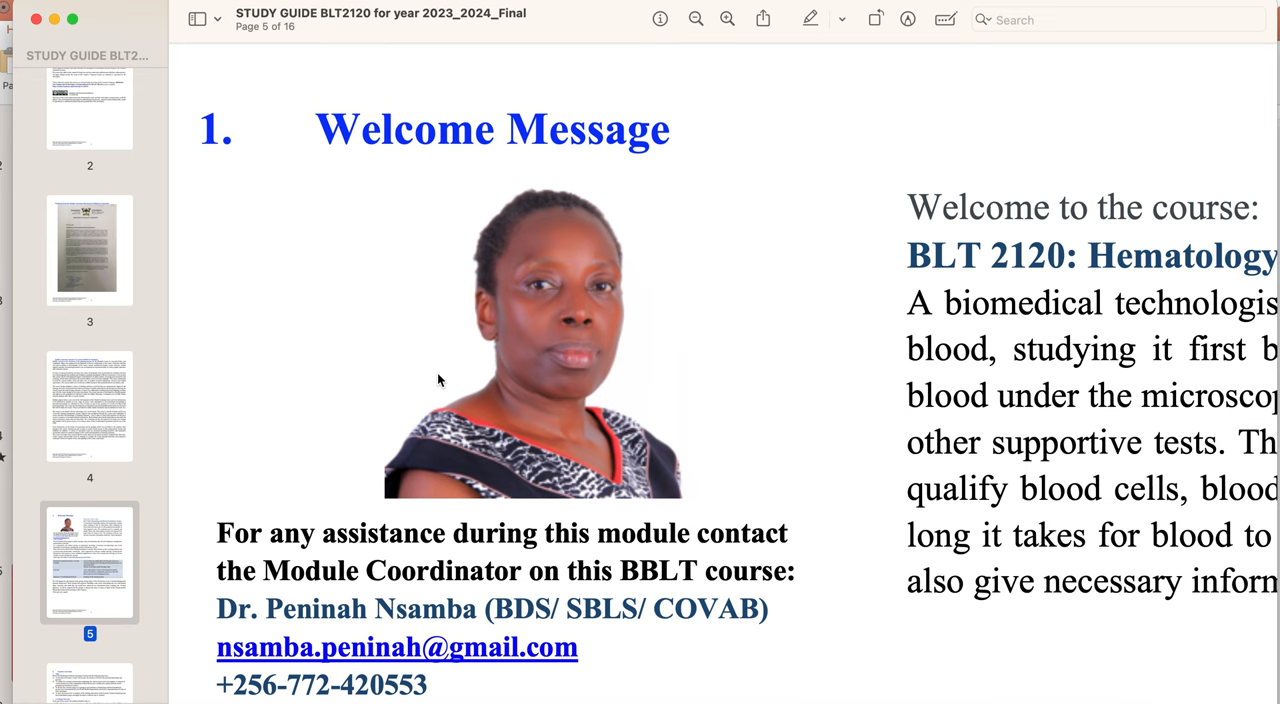 STUDY GUIDE BLT2120 for year 2023_2024_Final
Page 5 of 16
Search
STUDY GUIDE BLT2...
2
3
4
5
1. Welcome Message
For any assistance during this module contact
the Module Coordinator on this BBLT course:
Dr. Peninah Nsamba (BDS/ SBLS/ COVAB)
nsamba.peninah@gmail.com
+256-772-420553
Welcome to the course:
BLT 2120: Hematology
A biomedical technologis
blood, studying it first b
blood under the microscop
other supportive tests. Th
qualify blood cells, blood
long it takes for blood to
also give necessary inform